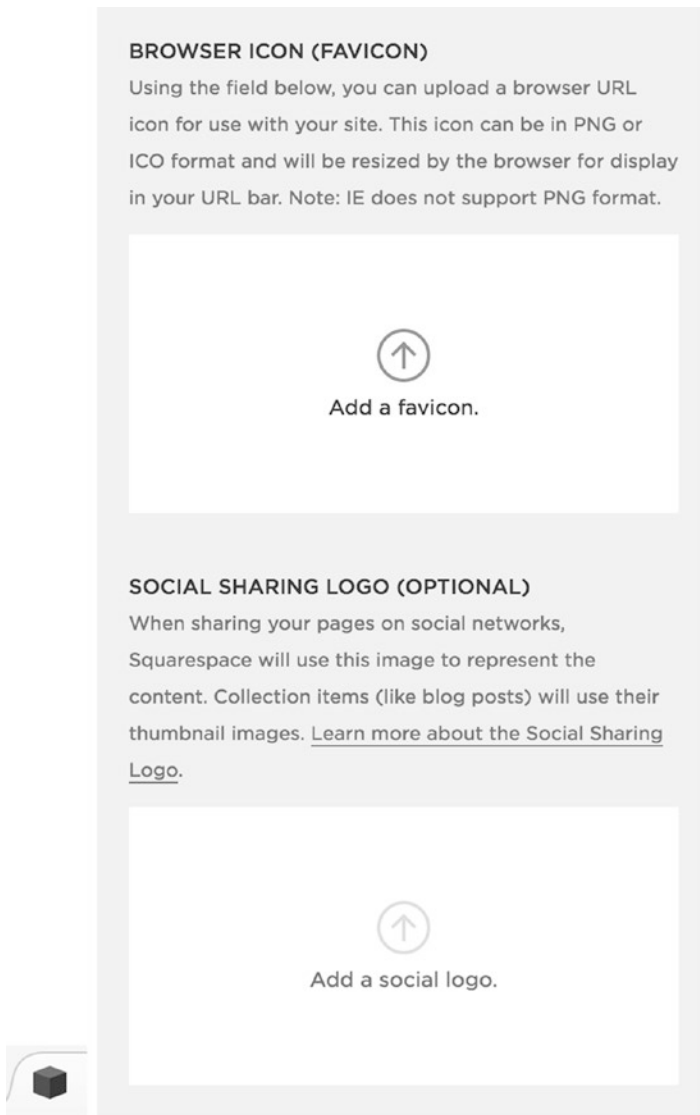 BROWSER ICON (FAVICON)
Using the field below, you can upload a browser URL
icon for use with your site. This icon can be in PNG or
ICO format and will be resized by the browser for display
in your URL bar. Note: IE does not support PNG format.
Add a favicon.
SOCIAL SHARING LOGO (OPTIONAL)
When sharing your pages on social networks,
Squarespace will use this image to represent the
content. Collection items (like blog posts) will use their
thumbnail images. Learn more about the Social Sharing
Logo.
Add a social logo.